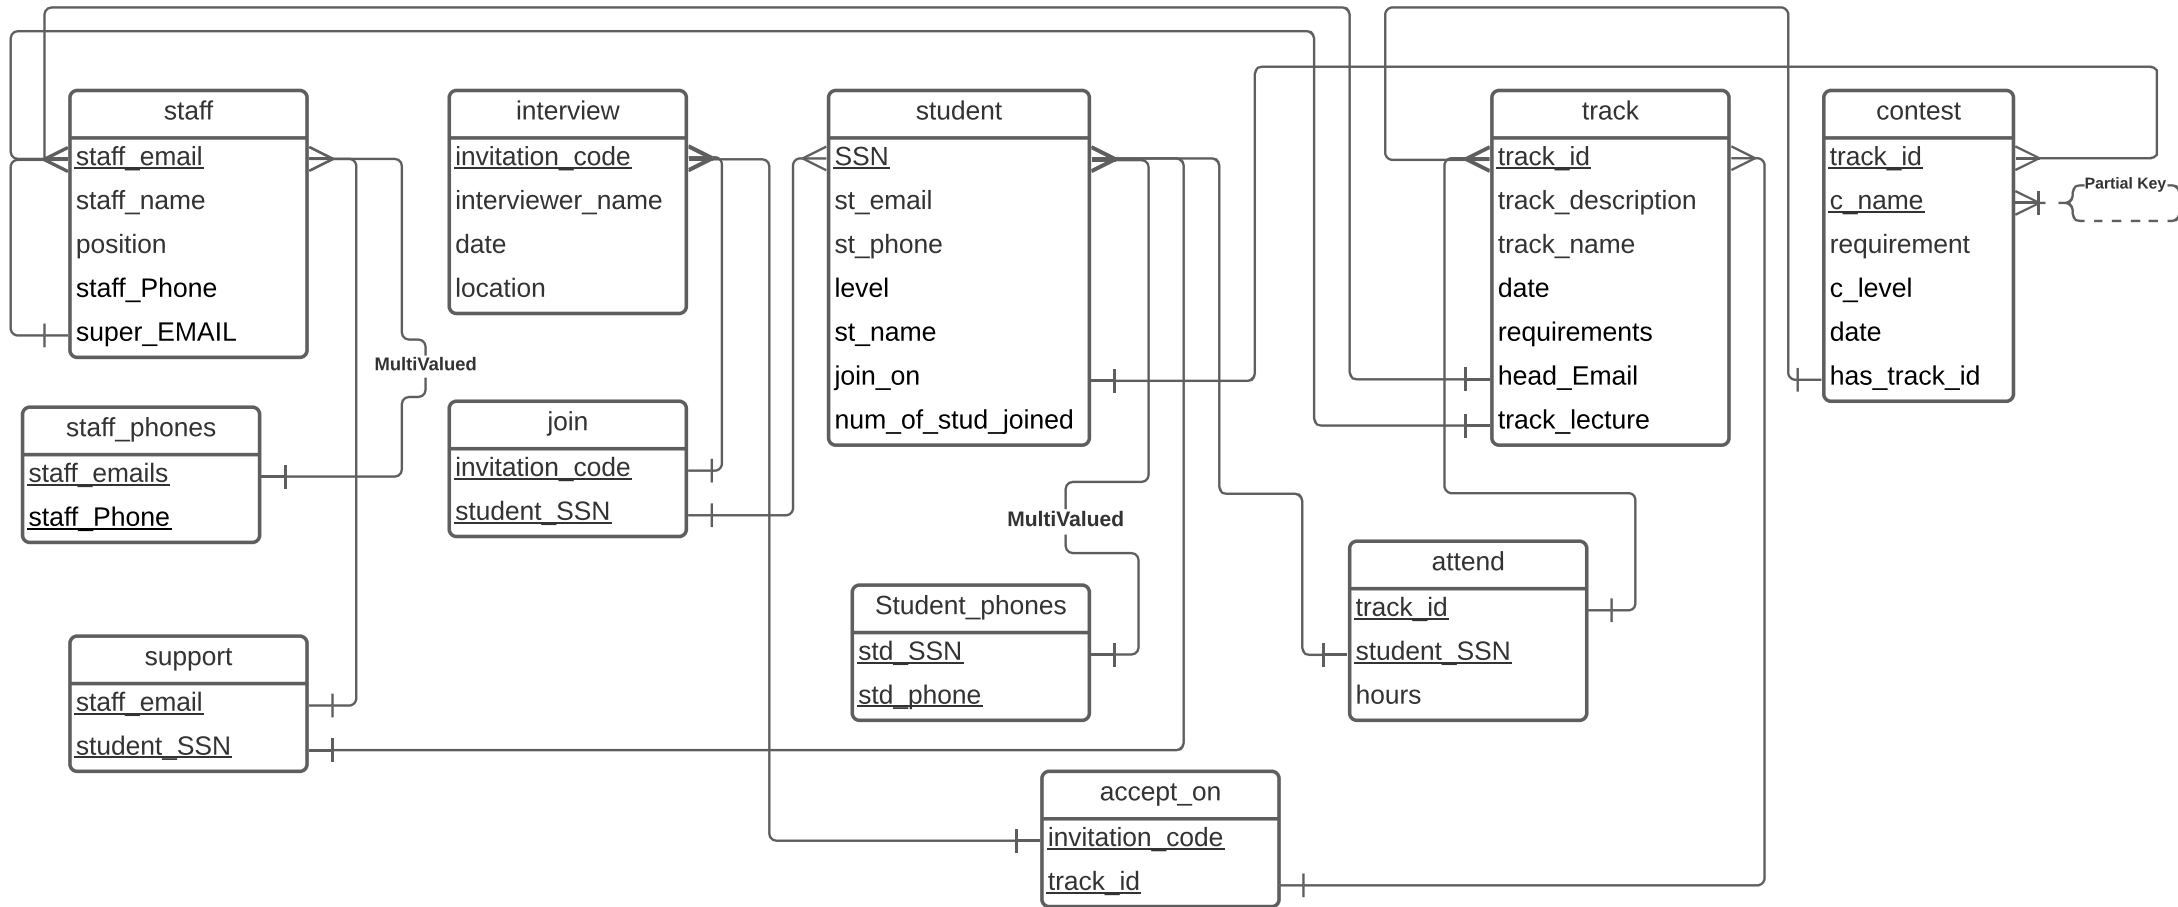 staff
staff_email
staff_name
position
staff_Phone
super_EMAIL
interview
invitation_code
interviewer_name
date
location
student
SSN
st_email
st_phone
level
st_name
join_on
num_of_stud_joined
track
track_id
track_description
track_name
date
requirements
head_Email
track_lecture
contest
track_id
c_name
requirement
c_level
date
has_track_id
Partial Key
MultiValued
staff_phones
staff_emails
staff_Phone
join
invitation_code
student_SSN
MultiValued
Student_phones
std_SSN
std_phone
attend
track_id
student_SSN
hours
support
staff_email
student_SSN
accept_on
invitation_code
track_id